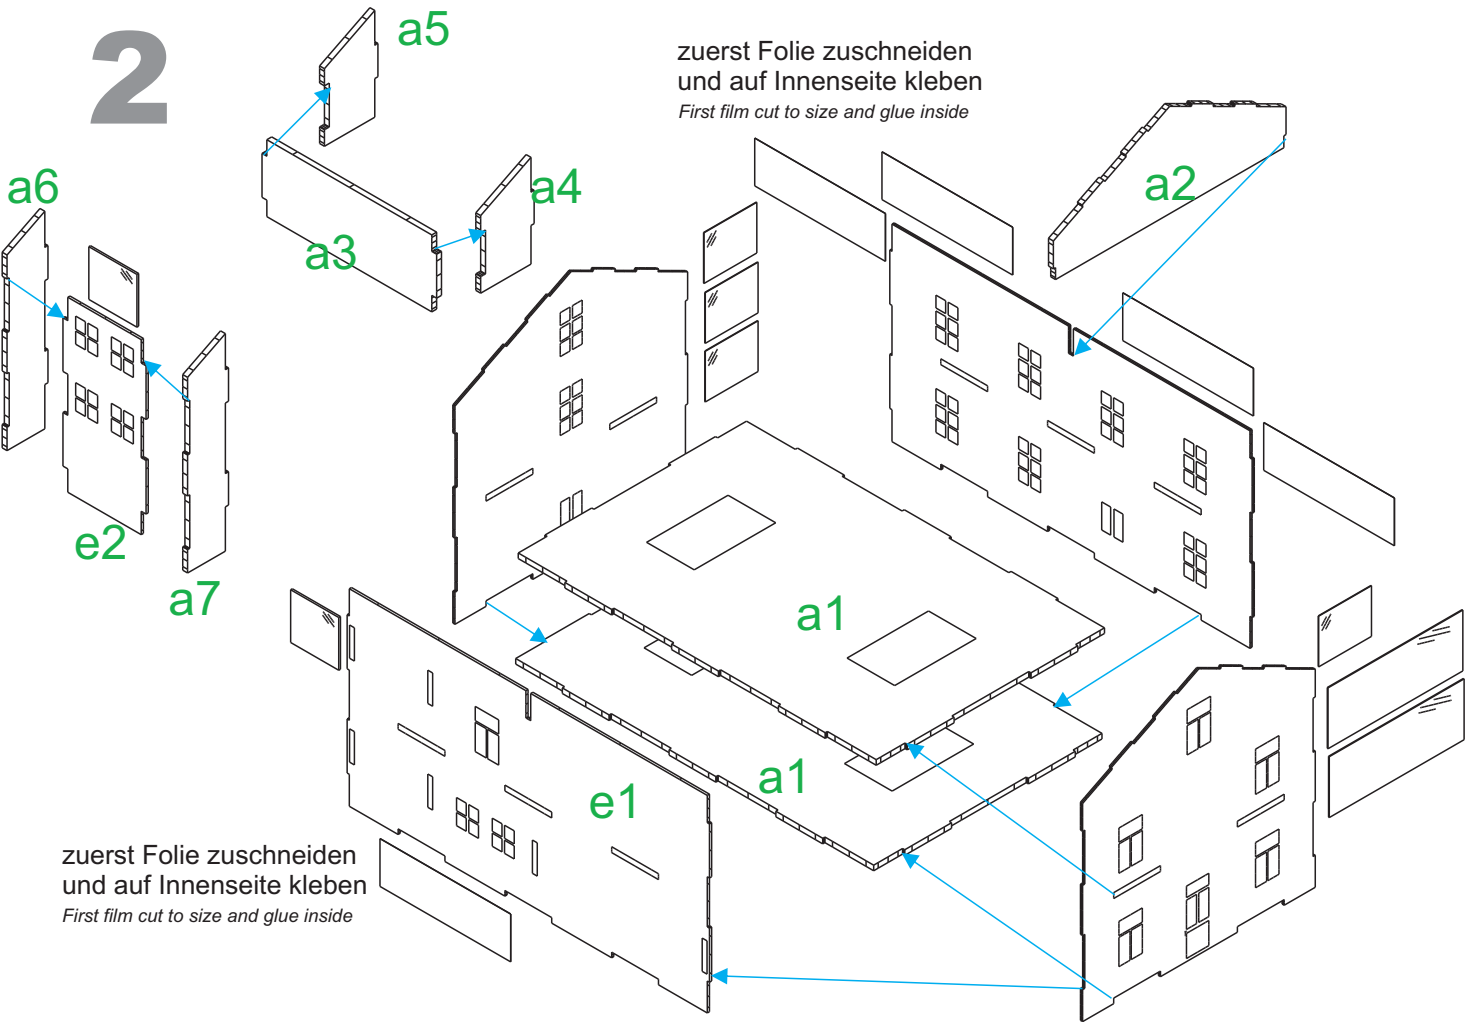 2
a5
zuerst Folie zuschneiden
und auf Innenseite kleben
First film cut to size and glue inside
a6
a4
a2
a3
e2
a7
a1
a1
e1
zuerst Folie zuschneiden
und auf Innenseite kleben
First film cut to size and glue inside